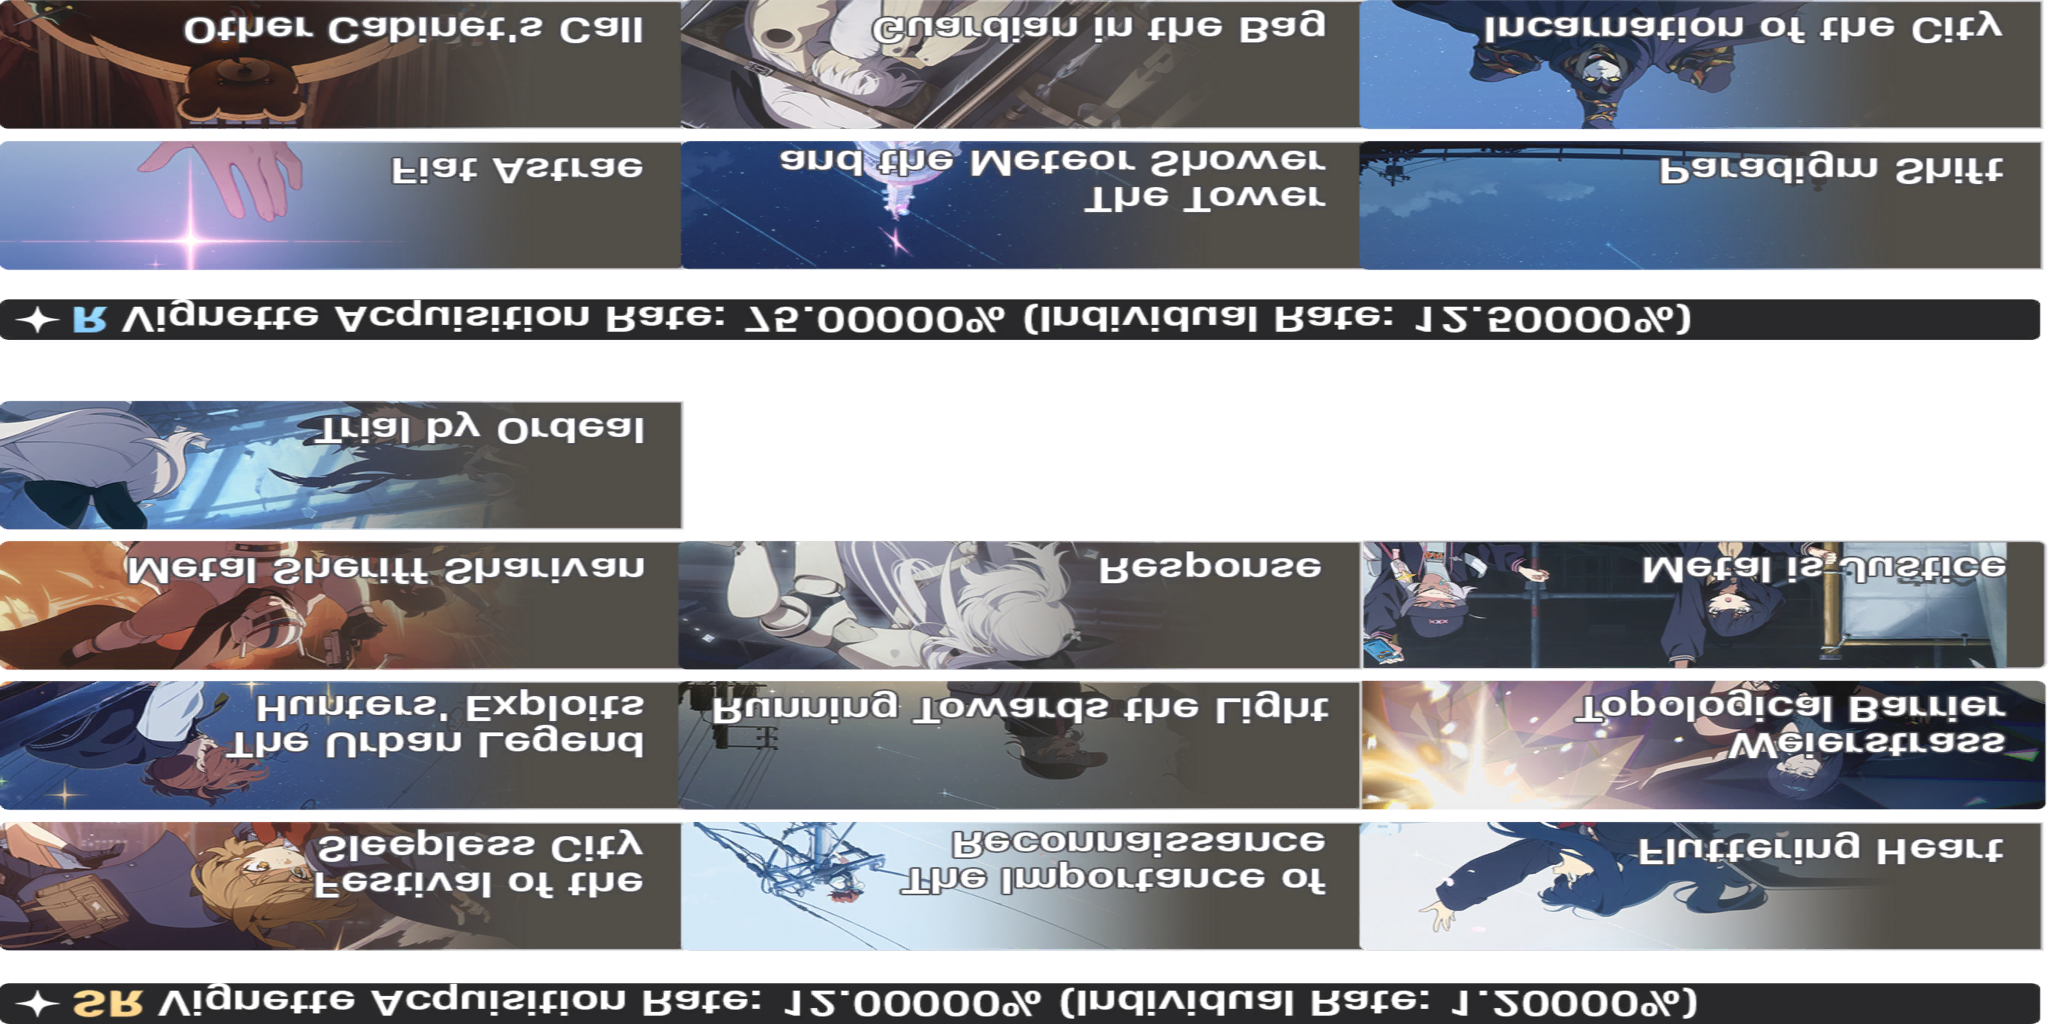 SR Vignette Acquisition Rate: 12.00000% (Individual Rate: 1.20000%)
Festival of the
Sleepless City
The Importance of
Reconnaissance
Fluttering Heart
The Urban Legend
Hunters' Exploits
Running Towards the Light
Weierstrass
Topological Barrier
Metal Sheriff Sharivan
Response
Metal is Justice
Trial by Ordeal
R Vignette Acquisition Rate: 75.00000% (Individual Rate: 12.50000%)
Fiat Astrae
The Tower
and the Meteor Shower
Paradigm Shift
Other Cabinet's Call
Guardian in the Bag
Incarnation of the City